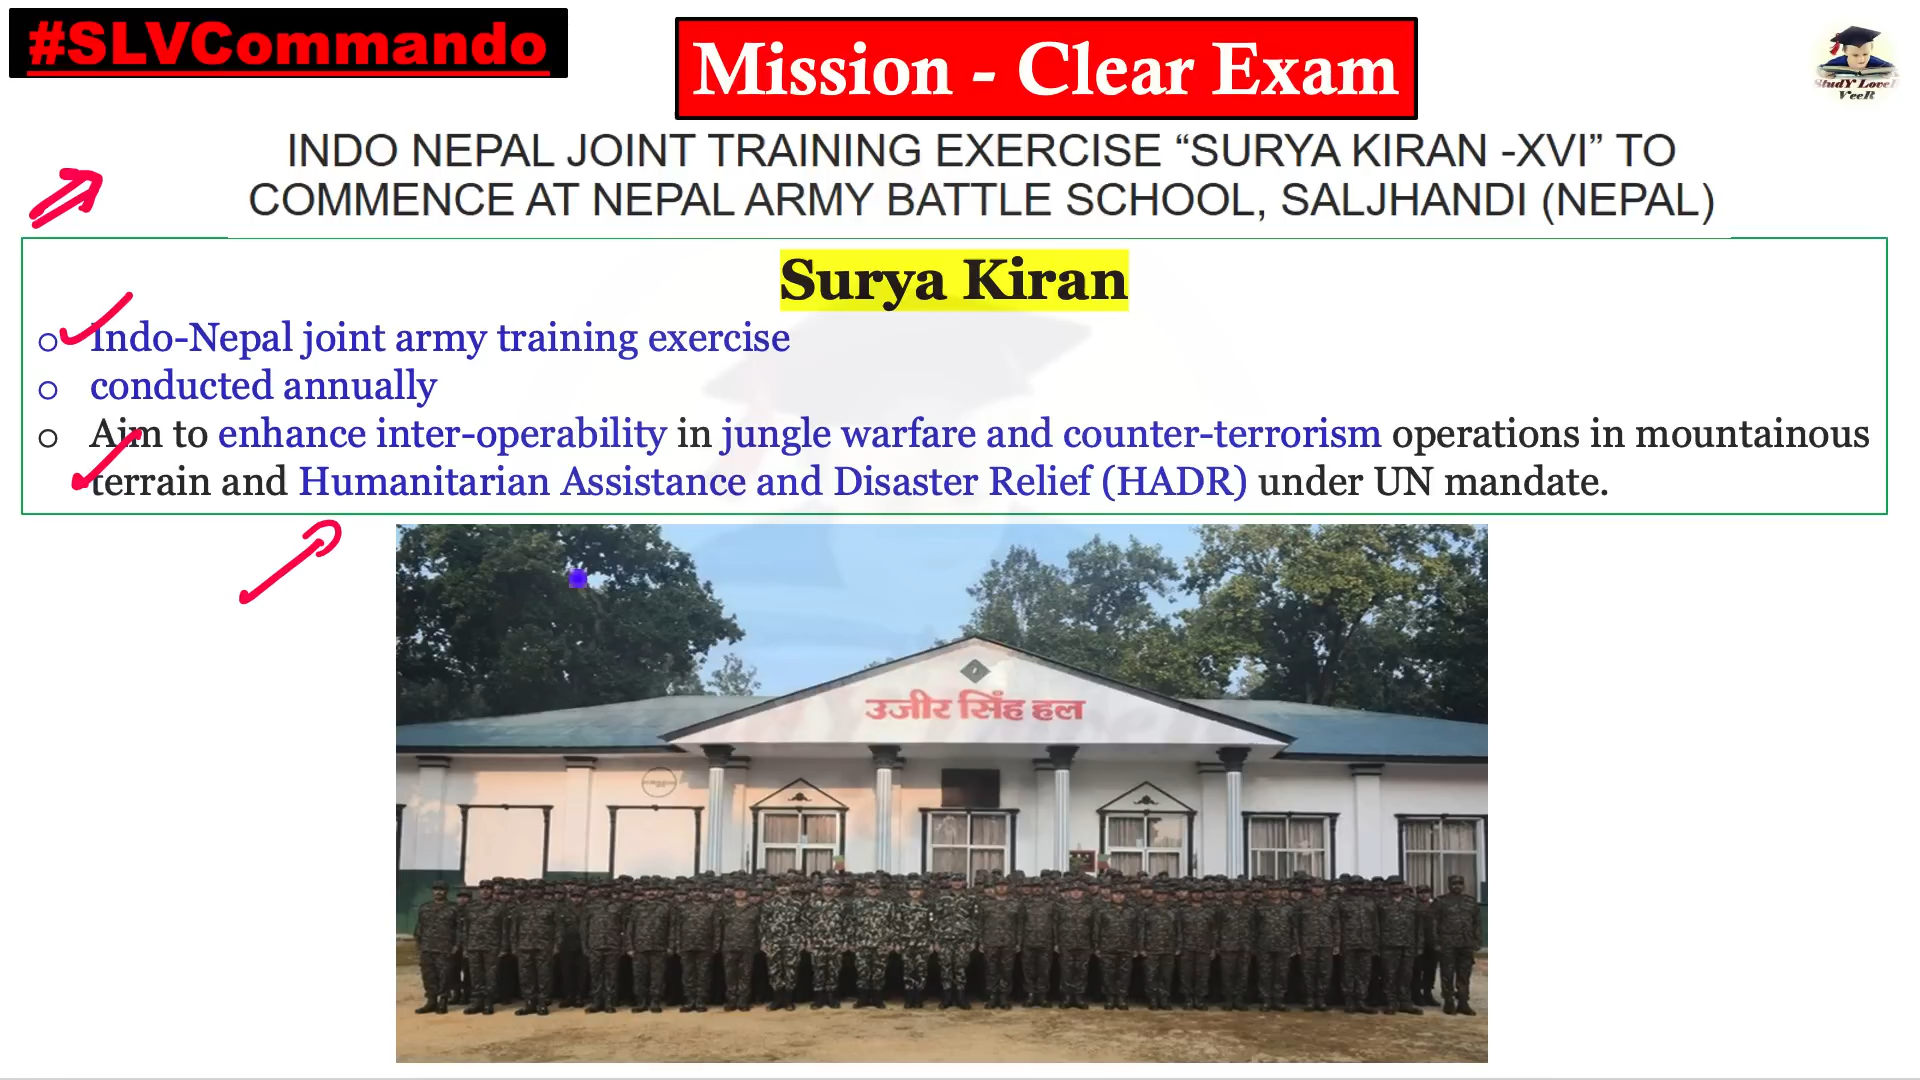 #SLVCommando
Mission - Clear Exam
StudY LoveR
VeeR
INDO NEPAL JOINT TRAINING EXERCISE “SURYA KIRAN -XVI” TO
COMMENCE AT NEPAL ARMY BATTLE SCHOOL, SALJHANDI (NEPAL)
Surya Kiran
o Indo-Nepal joint army training exercise
o conducted annually
o Aim to enhance inter-operability in jungle warfare and counter-terrorism operations in mountainous
terrain and Humanitarian Assistance and Disaster Relief (HADR) under UN mandate.
उजीर सिंह हल